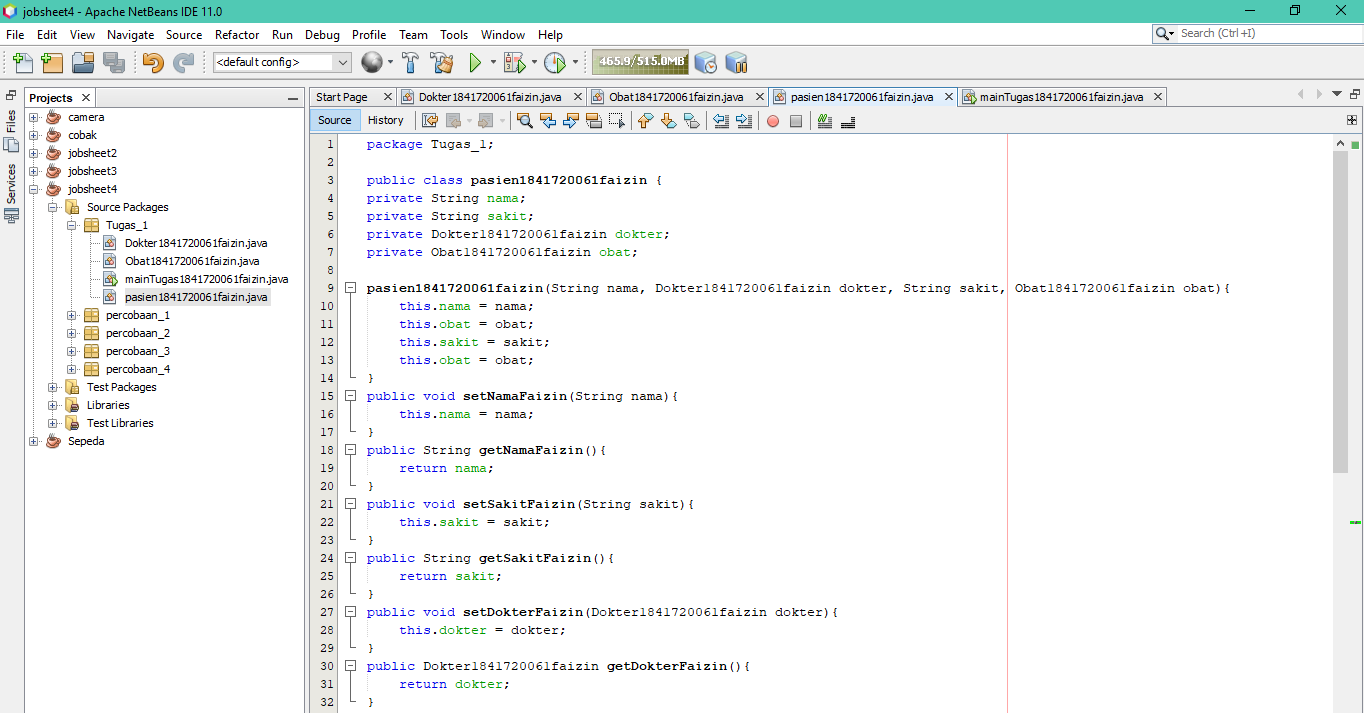 jobsheet4 - Apache NetBeans IDE 11.0
File Edit View Navigate Source Refactor Run Debug Profile Team Tools Window Help
Search (Ctrl+I)
<default config>
465.9/515.0MB
Projects
Files
Services
camera
cobak
jobsheet2
jobsheet3
jobsheet4
Source Packages
Tugas_1
Dokter1841720061faizin.java
Obat1841720061faizin.java
mainTugas1841720061faizin.java
pasien1841720061faizin.java
percobaan_1
percobaan_2
percobaan_3
percobaan_4
Test Packages
Libraries
Test Libraries
Sepeda
Start Page Dokter1841720061faizin.java Obat1841720061faizin.java pasien1841720061faizin.java mainTugas1841720061faizin.java
Source History
1 package Tugas_1;
2
3 public class pasien1841720061faizin {
4 private String nama;
5 private String sakit;
6 private Dokter1841720061faizin dokter;
7 private Obat1841720061faizin obat;
8
9 pasien1841720061faizin(String nama, Dokter1841720061faizin dokter, String sakit, Obat1841720061faizin obat){
10 this.nama = nama;
11 this.obat = obat;
12 this.sakit = sakit;
13 this.obat = obat;
14 }
15 public void setNamaFaizin(String nama){
16 this.nama = nama;
17 }
18 public String getNamaFaizin(){
19 return nama;
20 }
21 public void setSakitFaizin(String sakit){
22 this.sakit = sakit;
23 }
24 public String getSakitFaizin(){
25 return sakit;
26 }
27 public void setDokterFaizin(Dokter1841720061faizin dokter){
28 this.dokter = dokter;
29 }
30 public Dokter1841720061faizin getDokterFaizin(){
31 return dokter;
32 }